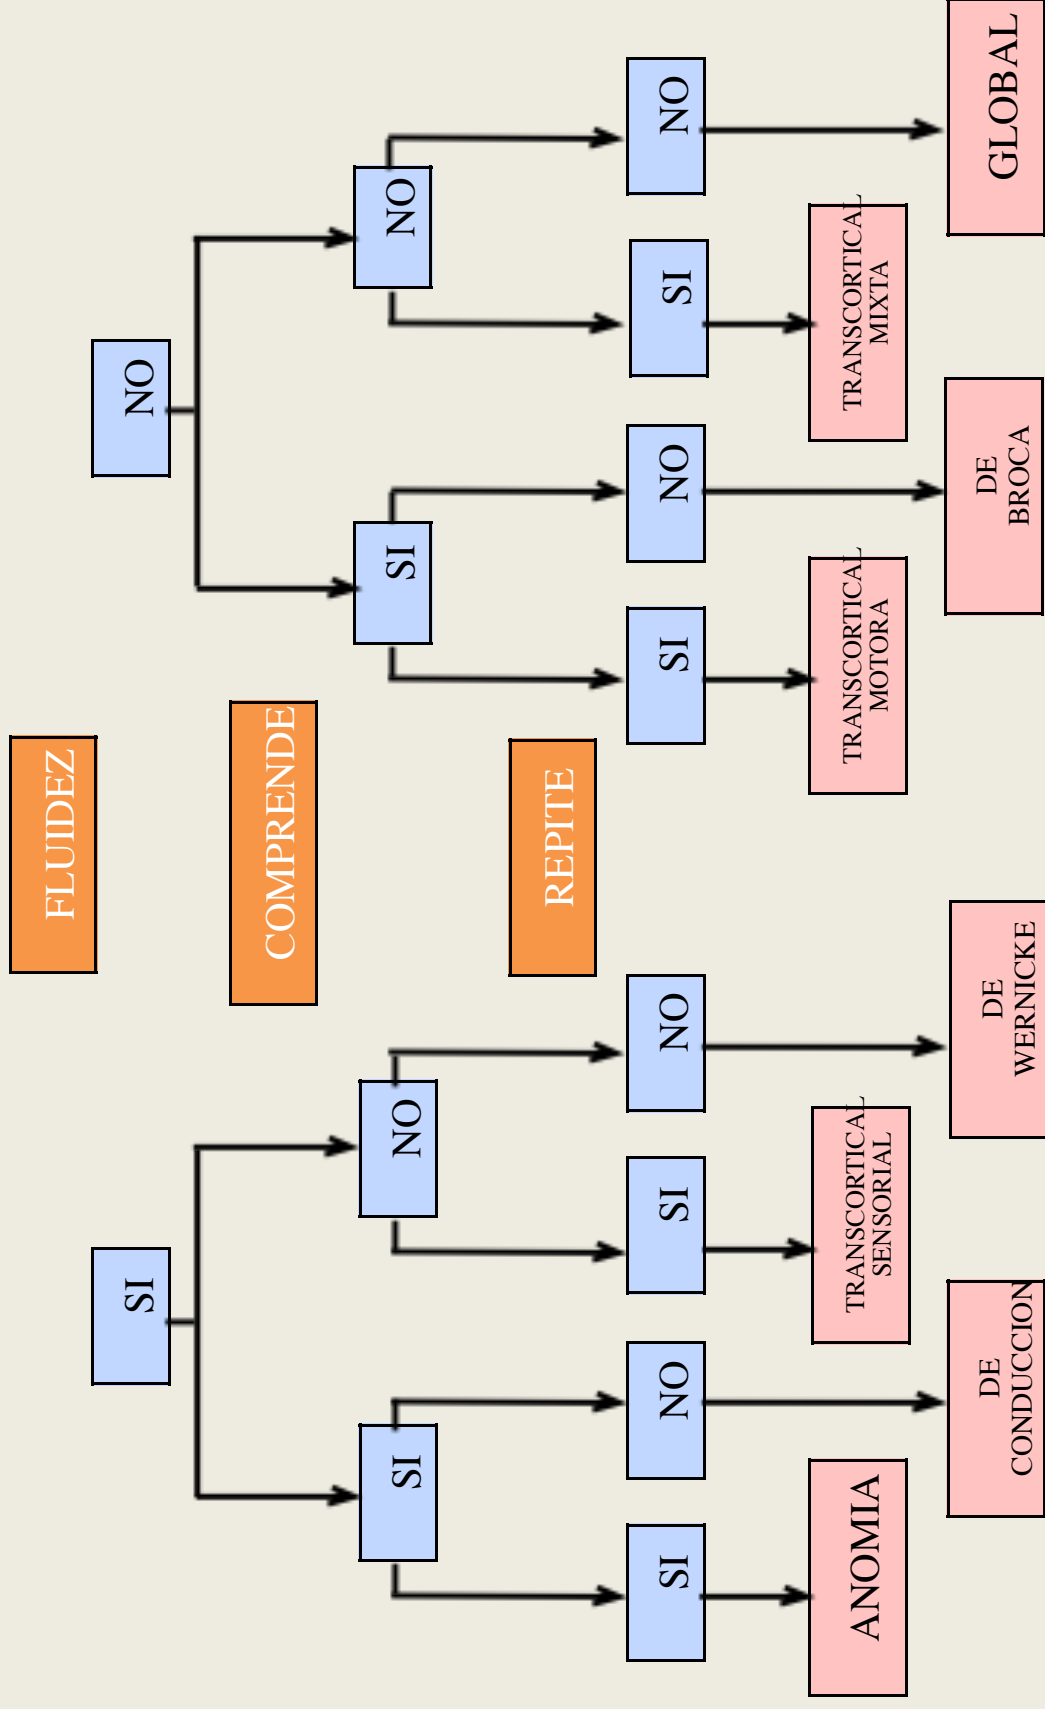 FLUIDEZ
SI
NO
COMPRENDE
SI
NO
SI
NO
REPITE
SI
NO
SI
NO
SI
NO
SI
NO
ANOMIA
TRANSCORTICAL
SENSORIAL
TRANSCORTICAL
MOTORA
TRANSCORTICAL
MIXTA
DE
CONDUCCION
DE
WERNICKE
DE
BROCA
GLOBAL